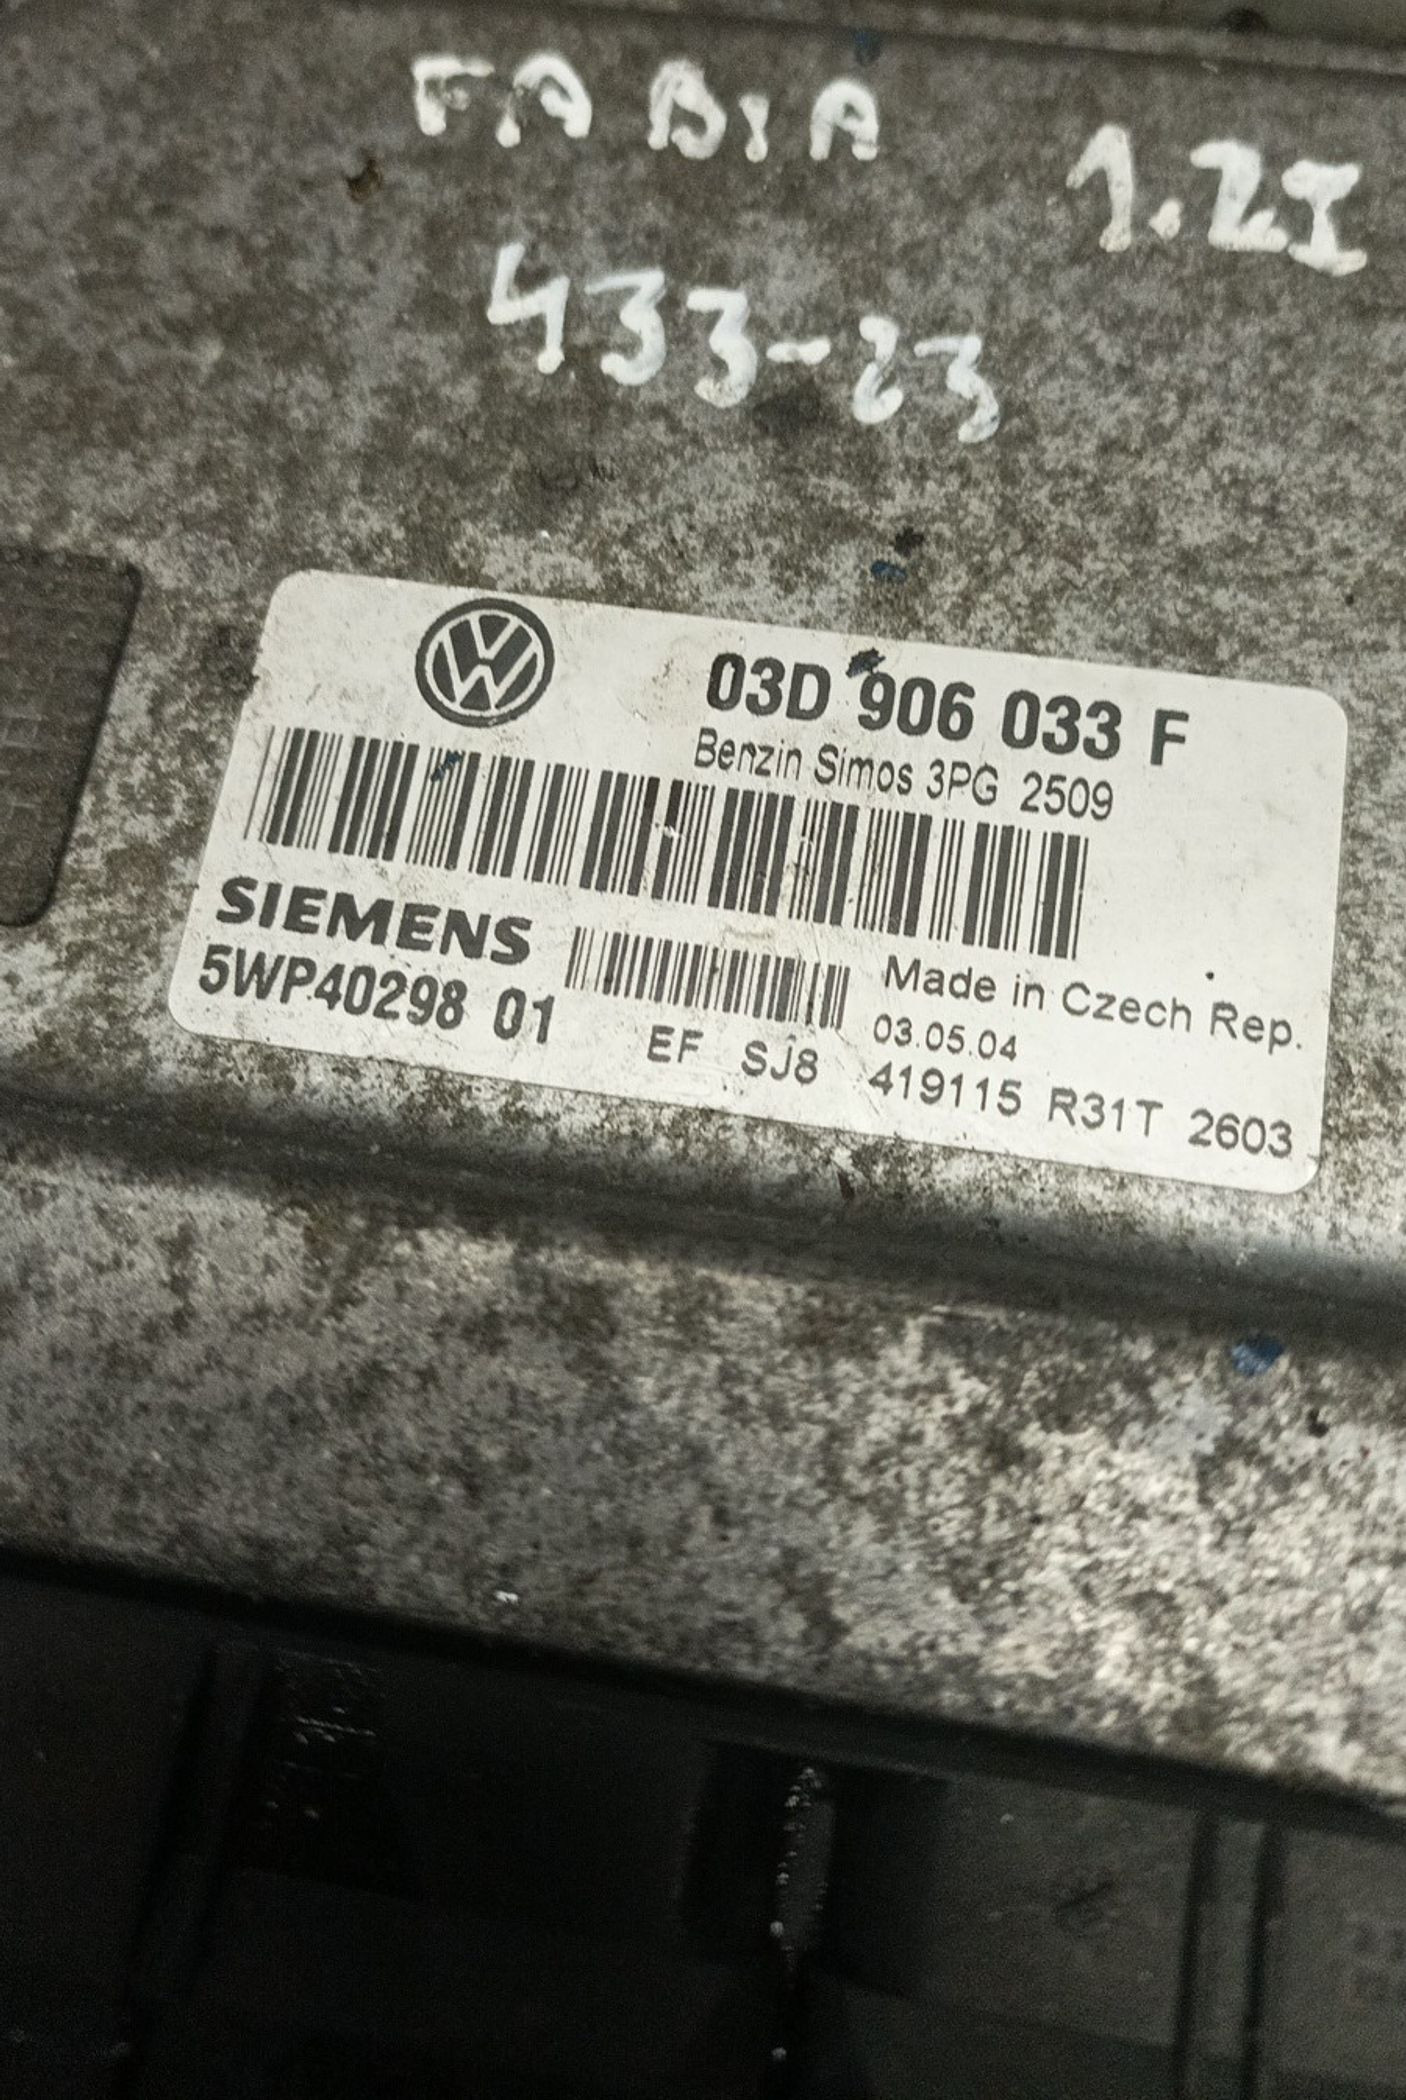 FABIA 1.2I
433-23
03D 906 033 F
Benzin Simos 3PG 2509
SIEMENS
5WP40298 01
Made in Czech Rep.
03.05.04
EF SJ8 419115 R31T 2603